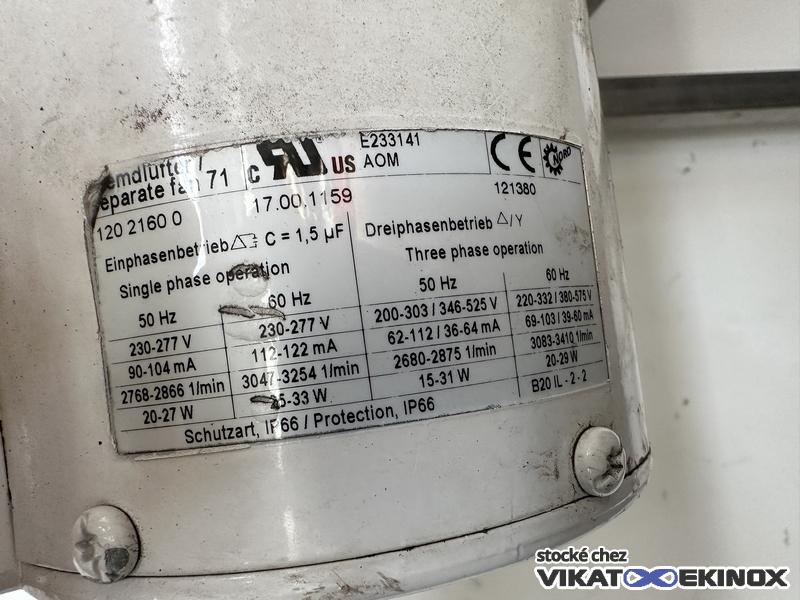 emdlüfter /
eparate fan 71
C US
E233141
AOM
CE
NORD
120 2160 0
17.00.1159
121380
Einphasenbetrieb C = 1,5 µF
Single phase operation
Dreiphasenbetrieb △/Y
Three phase operation
50 Hz 60 Hz 50 Hz 60 Hz
230-277 V 230-277 V 200-303 / 346-525 V 220-332 / 380-575 V
90-104 mA 112-122 mA 62-112 / 36-64 mA 69-103 / 39-60 mA
2768-2866 1/min 3047-3254 1/min 2680-2875 1/min 3083-3410 1/min
20-27 W 5-33 W 15-31 W 20-29 W
Schutzart, IP66 / Protection, IP66
B20 IL - 2 - 2
stocké chez
VIKATOO EKINOX